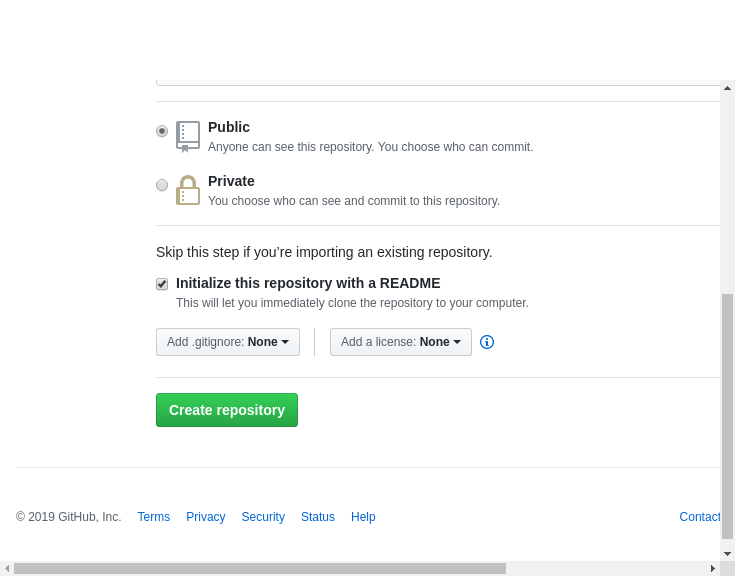 Public
Anyone can see this repository. You choose who can commit.
Private
You choose who can see and commit to this repository.
Skip this step if you’re importing an existing repository.
Initialize this repository with a README
This will let you immediately clone the repository to your computer.
Add .gitignore: None Add a license: None
Create repository
© 2019 GitHub, Inc. Terms Privacy Security Status Help Contact